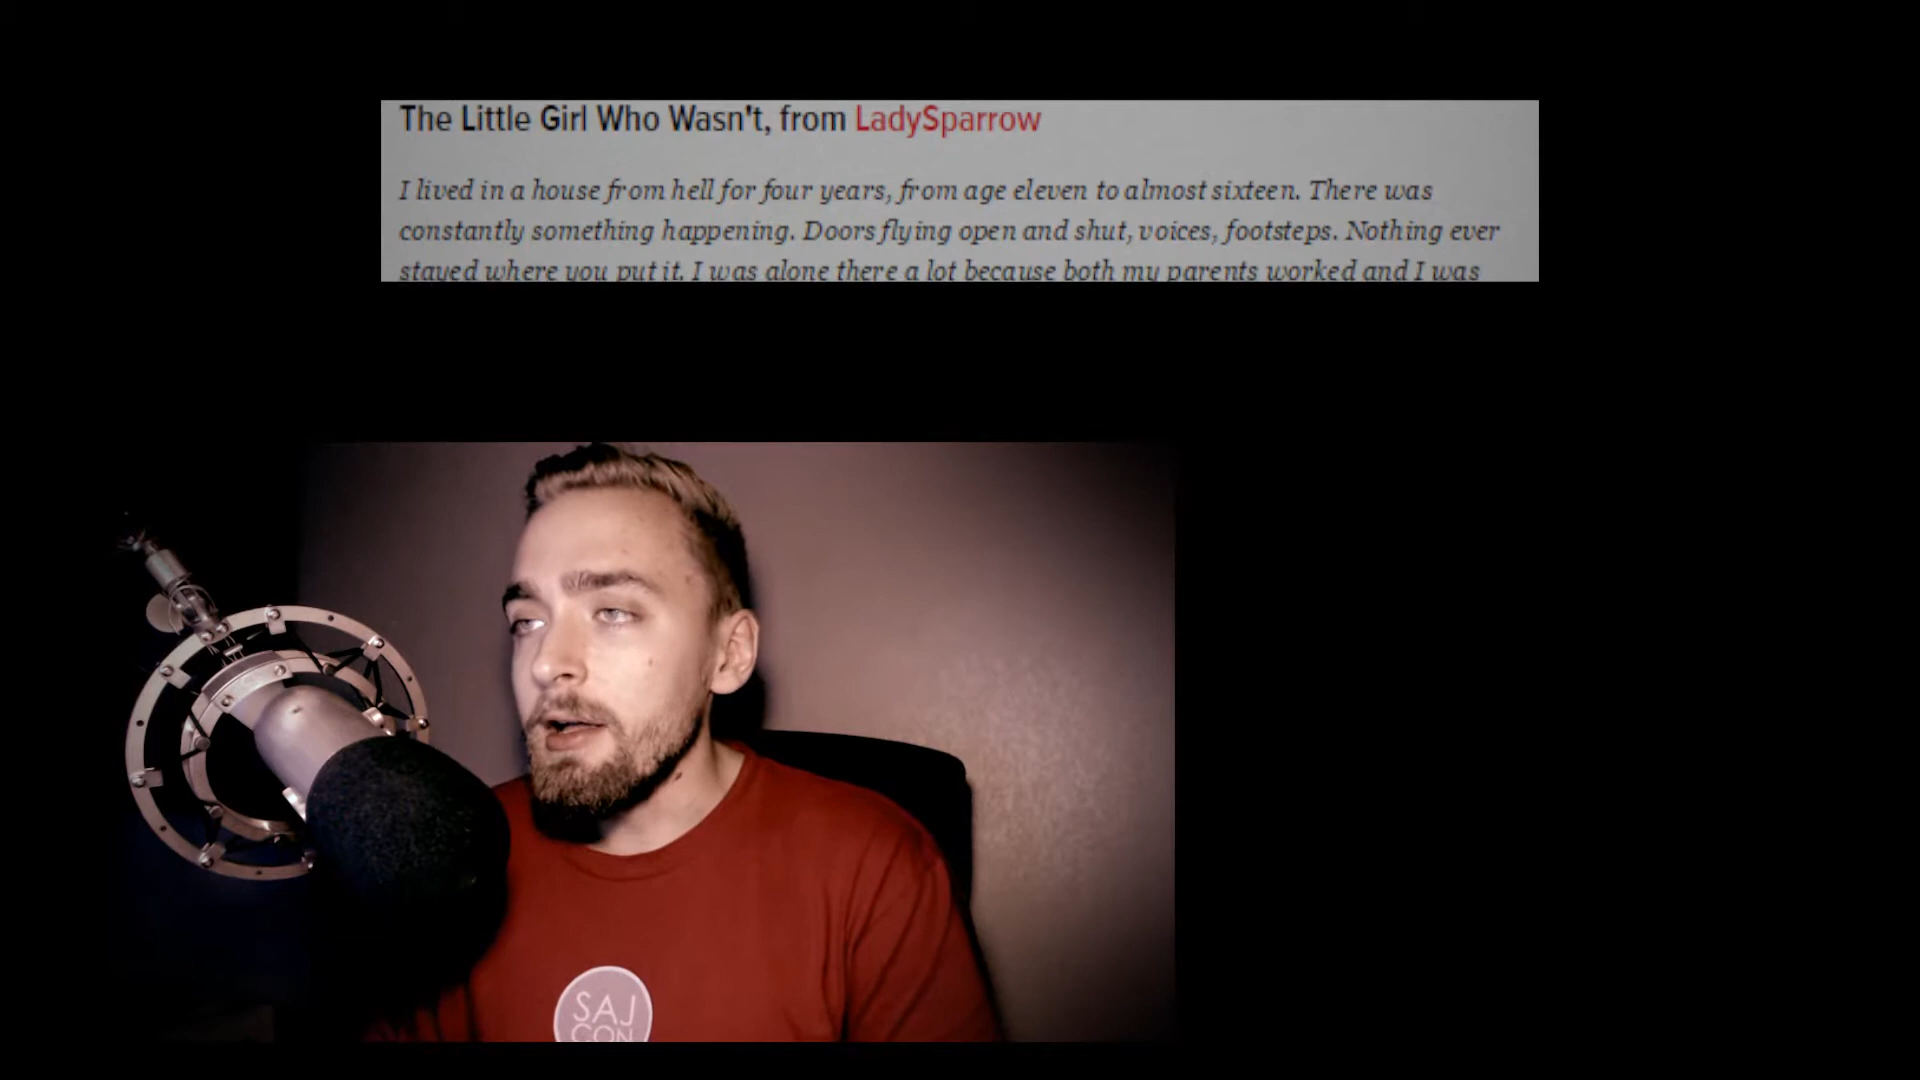 The Little Girl Who Wasn't, from LadySparrow
I lived in a house from hell for four years, from age eleven to almost sixteen. There was
constantly something happening. Doors flying open and shut, voices, footsteps. Nothing ever
stayed where you put it. I was alone there a lot because both my parents worked and I was
SAJ
CON